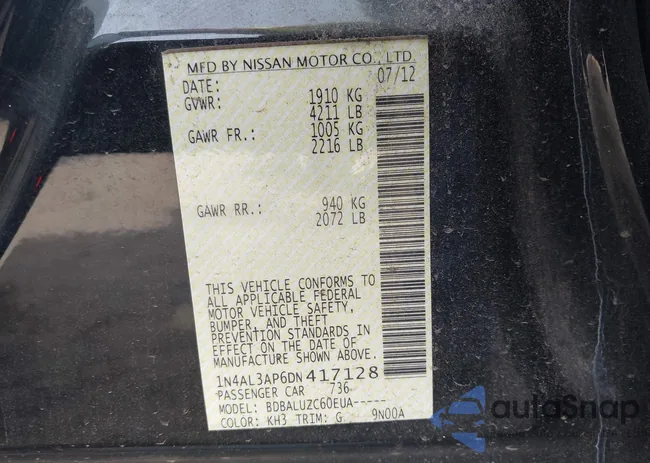 MFD BY NISSAN MOTOR CO., LTD.
DATE: 07/12
GVWR: 1910 KG
4211 LB
GAWR FR.: 1005 KG
2216 LB
GAWR RR.: 940 KG
2072 LB
THIS VEHICLE CONFORMS TO
ALL APPLICABLE FEDERAL
MOTOR VEHICLE SAFETY,
BUMPER, AND THEFT
PREVENTION STANDARDS IN
EFFECT ON THE DATE OF
MANUFACTURE SHOWN ABOVE.
1N4AL3AP6DN417128
PASSENGER CAR 736
MODEL: BDBALUZC60EUA-----
COLOR: KH3 TRIM: G 9N00A
autoSnap